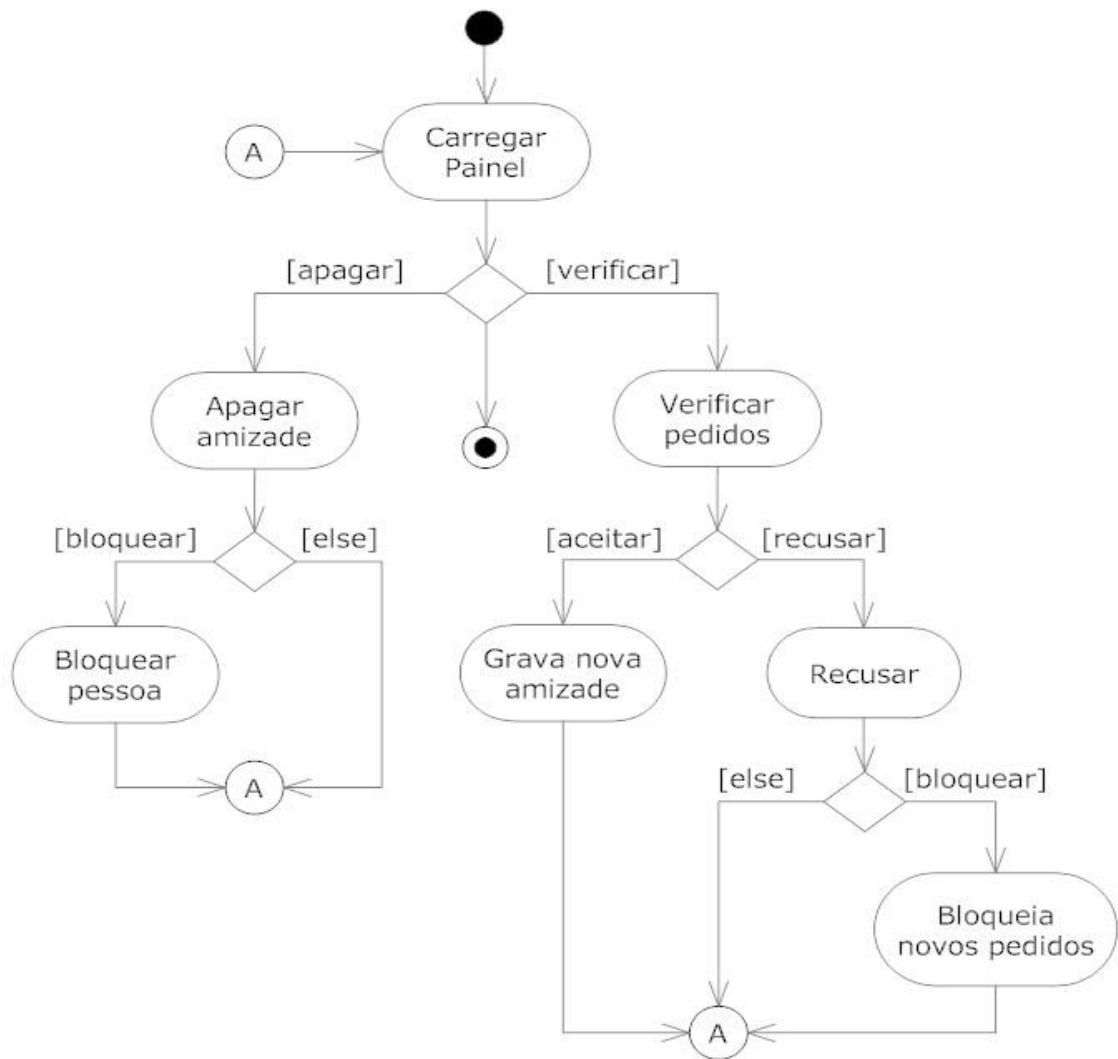 A
Carregar
Painel
[apagar]
[verificar]
Apagar
amizade
Verificar
pedidos
[bloquear]
[else]
[aceitar]
[recusar]
Bloquear
pessoa
Grava nova
amizade
Recusar
A
[else]
[bloquear]
Bloqueia
novos pedidos
A